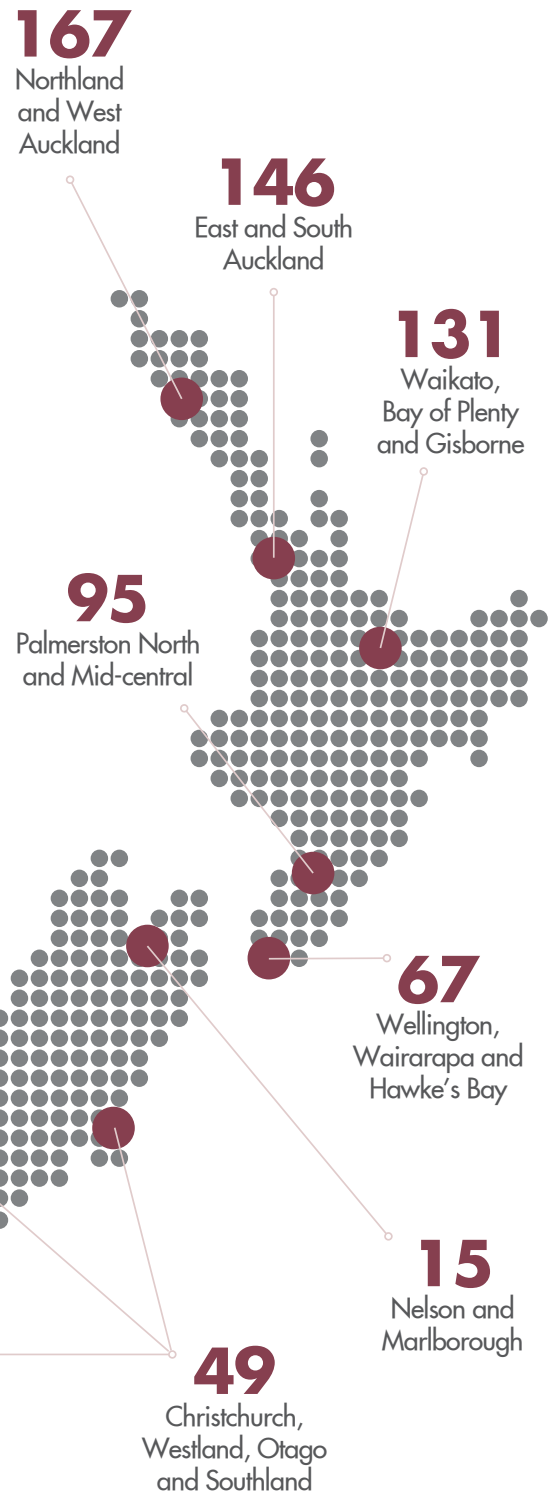 167
Northland
and West
Auckland
146
East and South
Auckland
131
Waikato,
Bay of Plenty
and Gisborne
95
Palmerston North
and Mid-central
67
Wellington,
Wairarapa and
Hawke's Bay
15
Nelson and
Marlborough
49
Christchurch,
Westland, Otago
and Southland